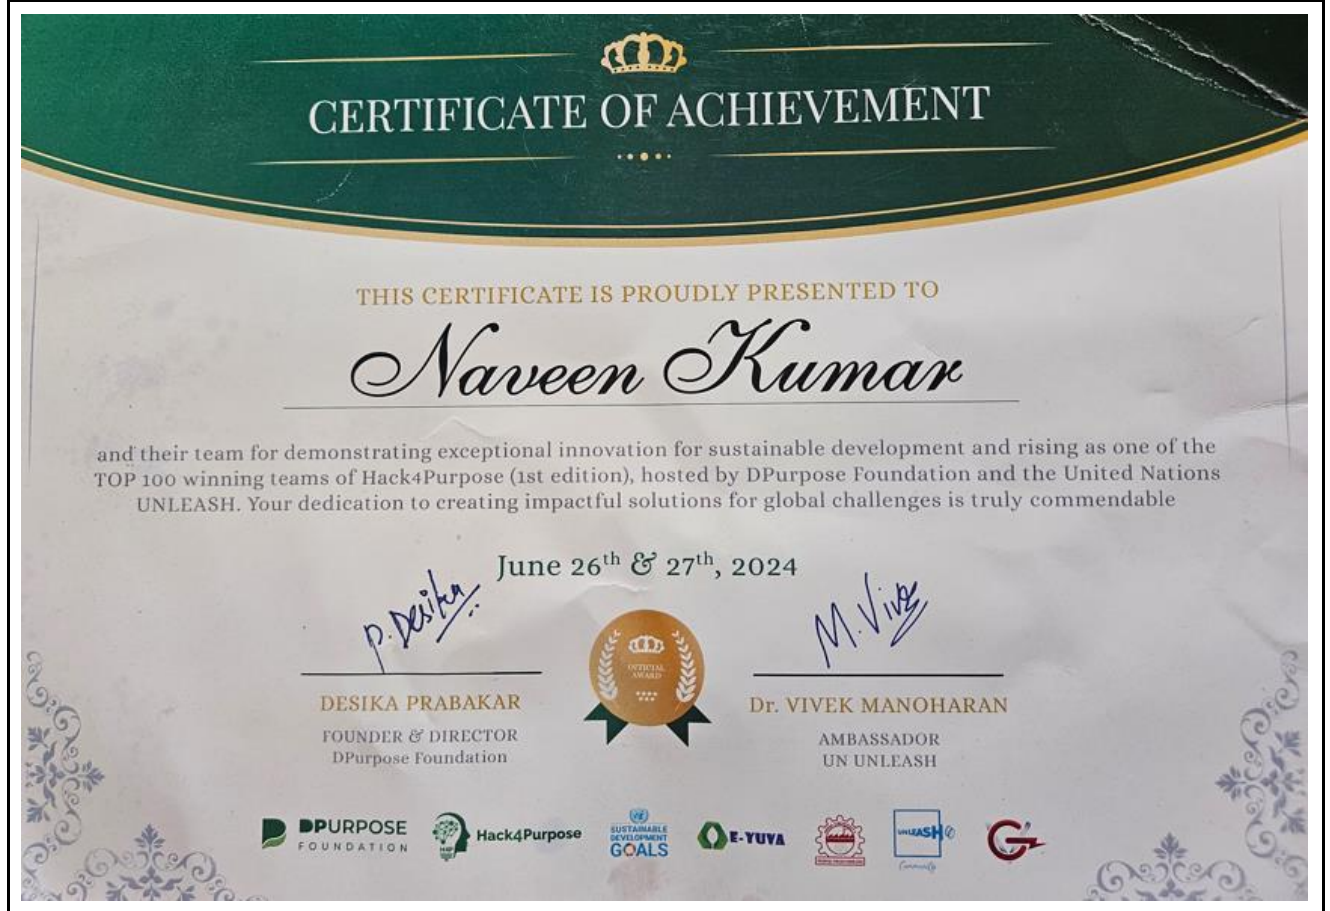 CERTIFICATE OF ACHIEVEMENT
THIS CERTIFICATE IS PROUDLY PRESENTED TO
Naveen Kumar
and their team for demonstrating exceptional innovation for sustainable development and rising as one of the
TOP 100 winning teams of Hack4Purpose (1st edition), hosted by DPurpose Foundation and the United Nations
UNLEASH. Your dedication to creating impactful solutions for global challenges is truly commendable
June 26th & 27th, 2024
P. Desika
M. Vivek
OFFICIAL
AWARD
DESIKA PRABAKAR
Dr. VIVEK MANOHARAN
FOUNDER & DIRECTOR
DPurpose Foundation
AMBASSADOR
UN UNLEASH
DPURPOSE
FOUNDATION
H4P
Hack4Purpose
SUSTAINABLE
DEVELOPMENT
GOALS
E-YUVA
UNLEASH
Community